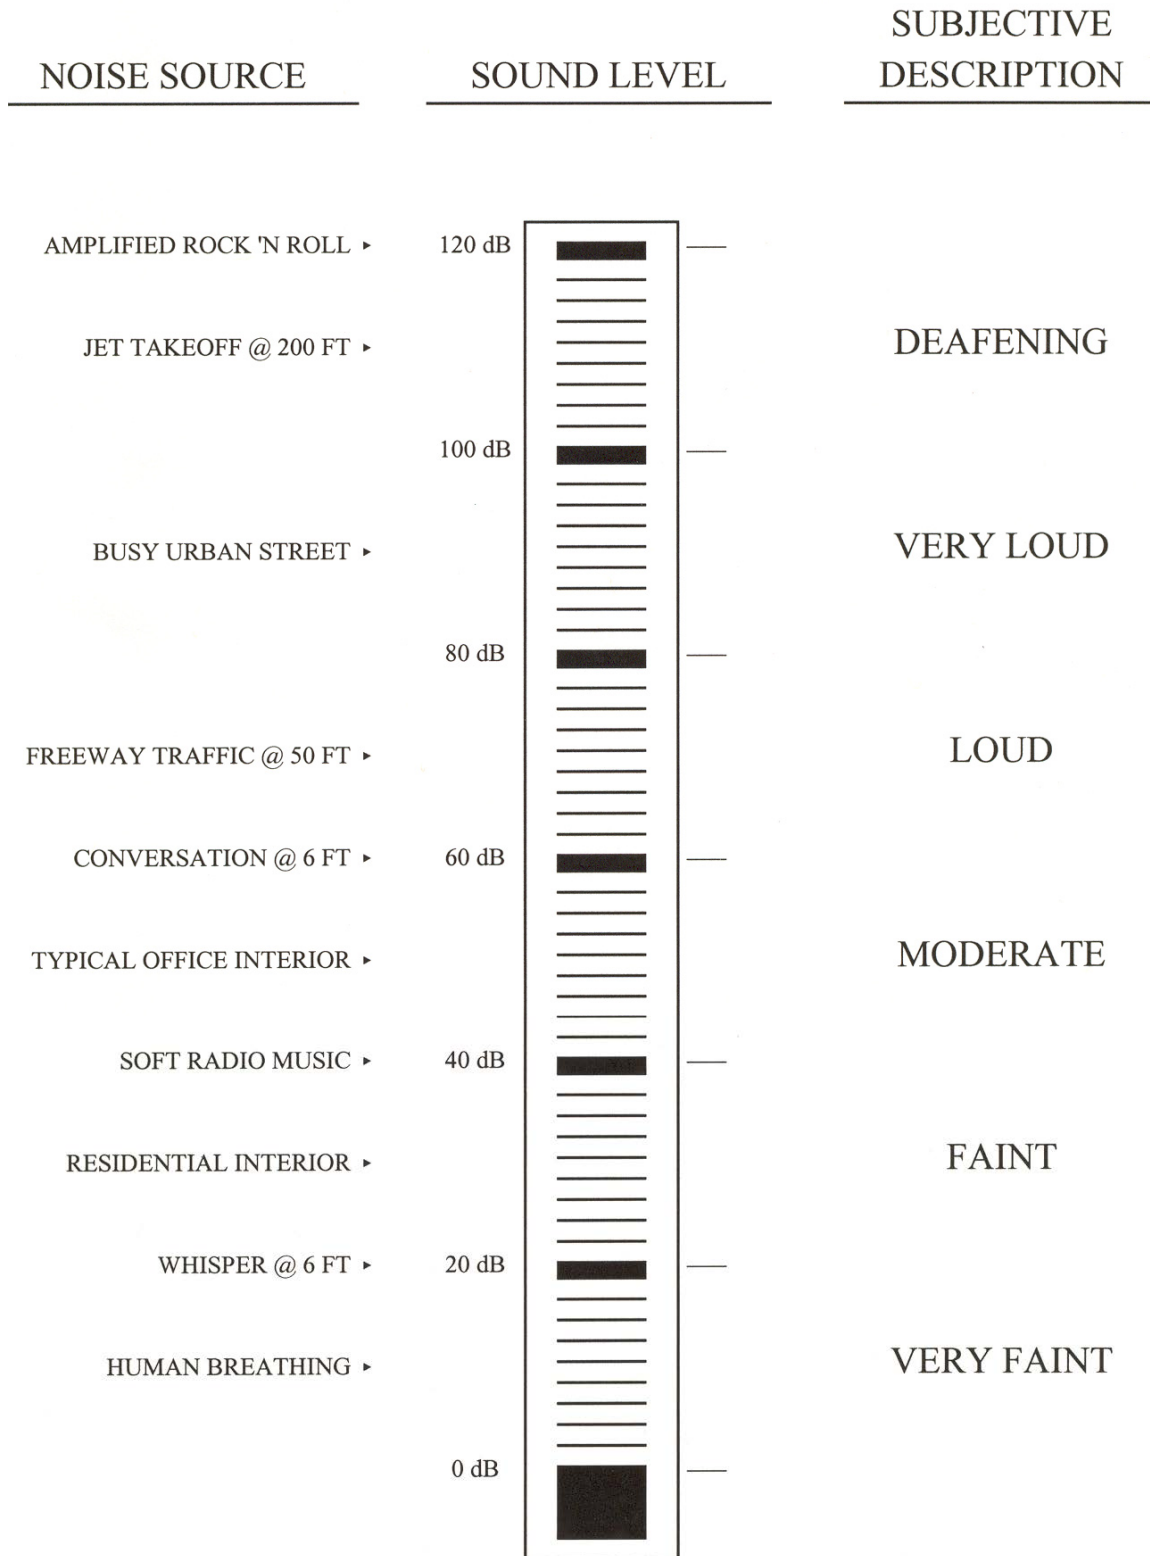 NOISE SOURCE
SOUND LEVEL
SUBJECTIVE
DESCRIPTION
AMPLIFIED ROCK 'N ROLL ▸
120 dB
JET TAKEOFF @ 200 FT ▸
DEAFENING
100 dB
BUSY URBAN STREET ▸
VERY LOUD
80 dB
FREEWAY TRAFFIC @ 50 FT ▸
LOUD
CONVERSATION @ 6 FT ▸
60 dB
TYPICAL OFFICE INTERIOR ▸
MODERATE
SOFT RADIO MUSIC ▸
40 dB
RESIDENTIAL INTERIOR ▸
FAINT
WHISPER @ 6 FT ▸
20 dB
HUMAN BREATHING ▸
VERY FAINT
0 dB